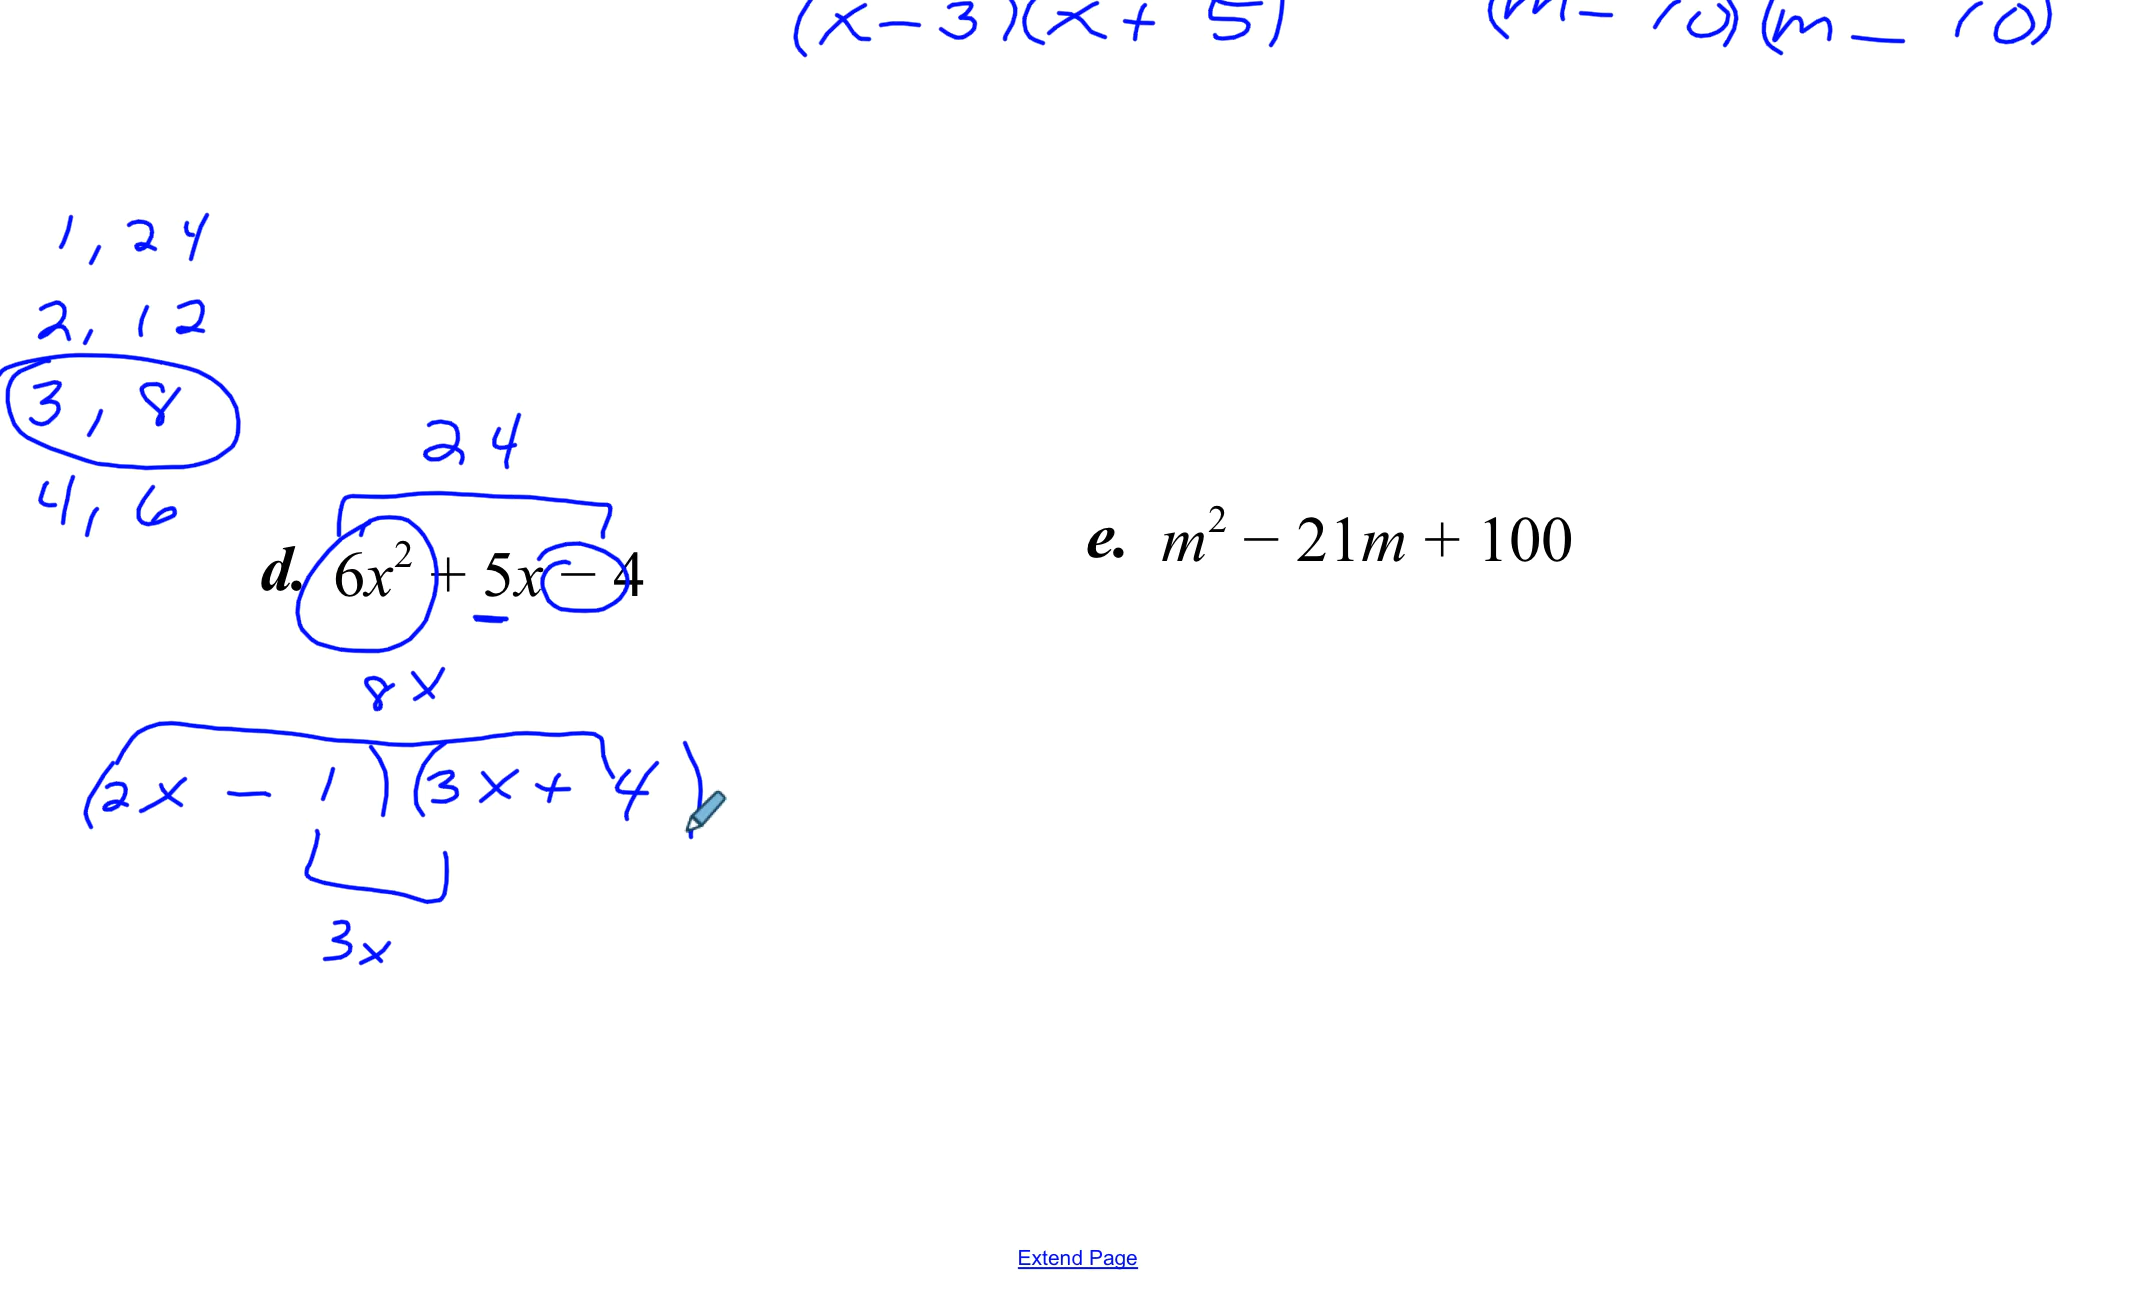 (x - 3)(x + 5)
(m - 10)(m - 10)
1, 24
2, 12
3, 8
4, 6
24
d. 6x² + 5x - 4
e. m² - 21m + 100
8x
(2x - 1)(3x + 4)
3x
Extend Page